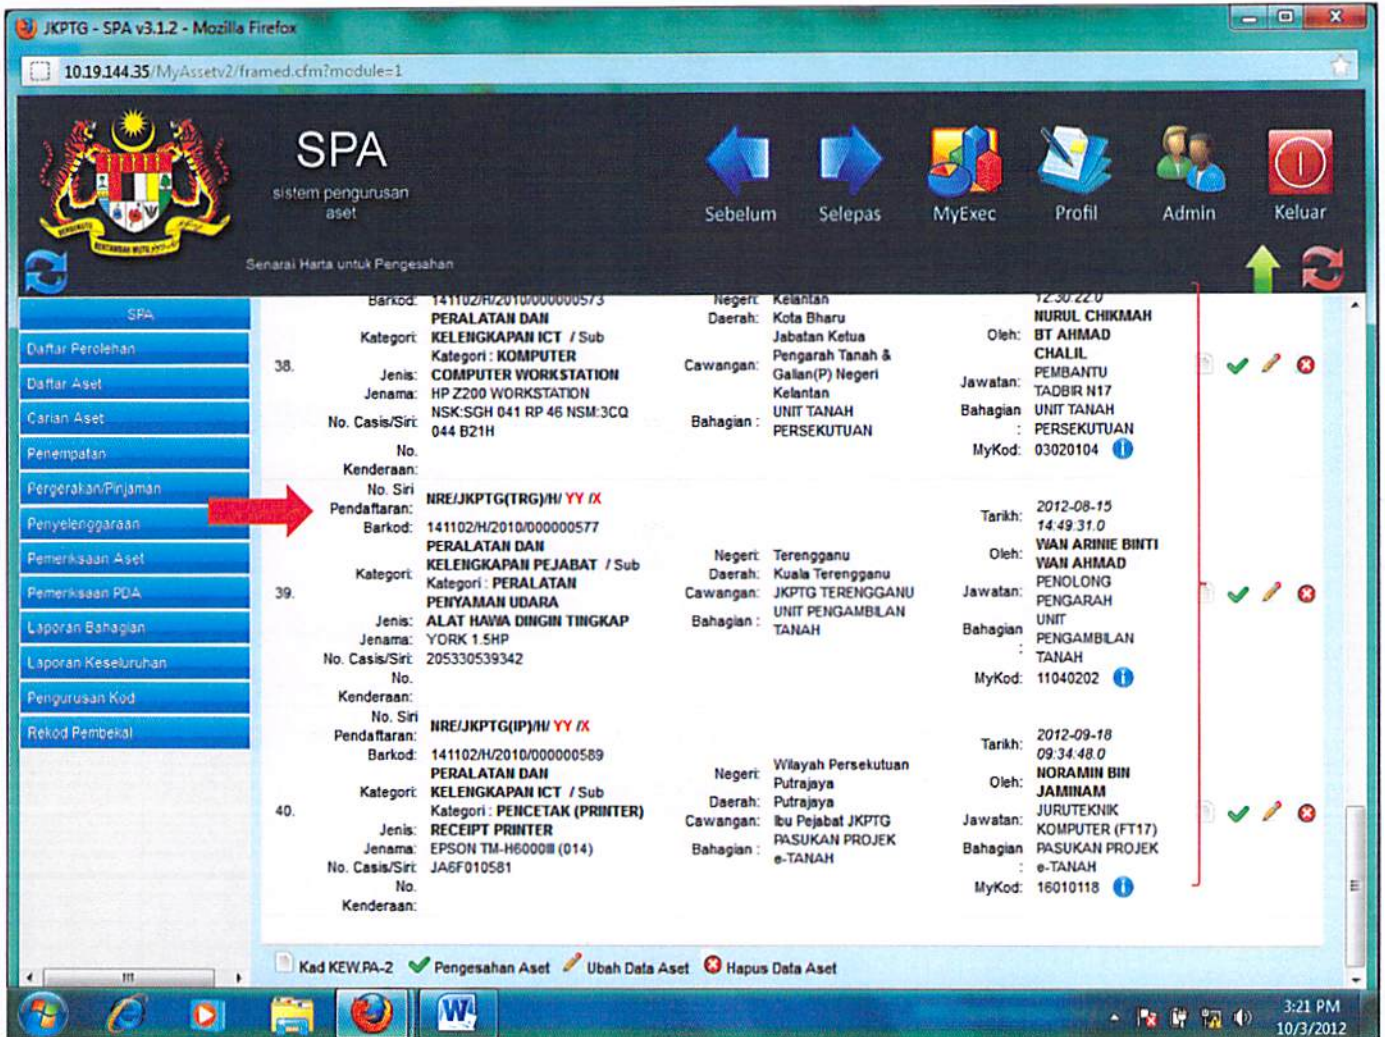 JKPTG - SPA v3.1.2 - Mozilla Firefox
10.19.144.35/MyAssetv2/framed.cfm?module=1
SPA
sistem pengurusan
aset
Sebelum
Selepas
MyExec
Profil
Admin
Keluar
Senarai Harta untuk Pengesahan
SPA
Daftar Perolehan
Daftar Aset
Carian Aset
Penempatan
Pergerakan/Pinjaman
Penyelenggaraan
Pemeriksaan Aset
Pemeriksaan PDA
Laporan Bahagian
Laporan Keseluruhan
Pengurusan Kod
Rekod Pembekal
38.
Barkod: 141102/H/2010/000000573
Kategori: PERALATAN DAN
KELENGKAPAN ICT / Sub
Kategori : KOMPUTER
Jenis: COMPUTER WORKSTATION
Jenama: HP Z200 WORKSTATION
No. Casis/Siri: NSK:SGH 041 RP 46 NSM:3CQ
044 B21H
No.
Kenderaan:
Negeri: Kelantan
Daerah: Kota Bharu
Cawangan: Jabatan Ketua
Pengarah Tanah &
Galian(P) Negeri
Kelantan
Bahagian : UNIT TANAH
PERSEKUTUAN
12:30:22.0
Oleh: NURUL CHIKMAH
BT AHMAD
CHALIL
Jawatan: PEMBANTU
TADBIR N17
Bahagian : UNIT TANAH
PERSEKUTUAN
MyKod: 03020104
39.
No. Siri
Pendaftaran: NRE/JKPTG(TRG)/H/ YY /X
Barkod: 141102/H/2010/000000577
Kategori: PERALATAN DAN
KELENGKAPAN PEJABAT / Sub
Kategori : PERALATAN
PENYAMAN UDARA
Jenis: ALAT HAWA DINGIN TINGKAP
Jenama: YORK 1.5HP
No. Casis/Siri: 205330539342
No.
Kenderaan:
Negeri: Terengganu
Daerah: Kuala Terengganu
Cawangan: JKPTG TERENGGANU
Bahagian : UNIT PENGAMBILAN
TANAH
Tarikh: 2012-08-15
14:49:31.0
Oleh: WAN ARINIE BINTI
WAN AHMAD
Jawatan: PENOLONG
PENGARAH
Bahagian : UNIT
PENGAMBILAN
TANAH
MyKod: 11040202
40.
No. Siri
Pendaftaran: NRE/JKPTG(IP)/H/ YY /X
Barkod: 141102/H/2010/000000589
Kategori: PERALATAN DAN
KELENGKAPAN ICT / Sub
Kategori : PENCETAK (PRINTER)
Jenis: RECEIPT PRINTER
Jenama: EPSON TM-H6000III (014)
No. Casis/Siri: JA6F010581
No.
Kenderaan:
Negeri: Wilayah Persekutuan
Putrajaya
Daerah: Putrajaya
Cawangan: Ibu Pejabat JKPTG
Bahagian : PASUKAN PROJEK
e-TANAH
Tarikh: 2012-09-18
09:34:48.0
Oleh: NORAMIN BIN
JAMINAM
Jawatan: JURUTEKNIK
KOMPUTER (FT17)
Bahagian : PASUKAN PROJEK
e-TANAH
MyKod: 16010118
Kad KEW.PA-2 Pengesahan Aset Ubah Data Aset Hapus Data Aset
3:21 PM
10/3/2012